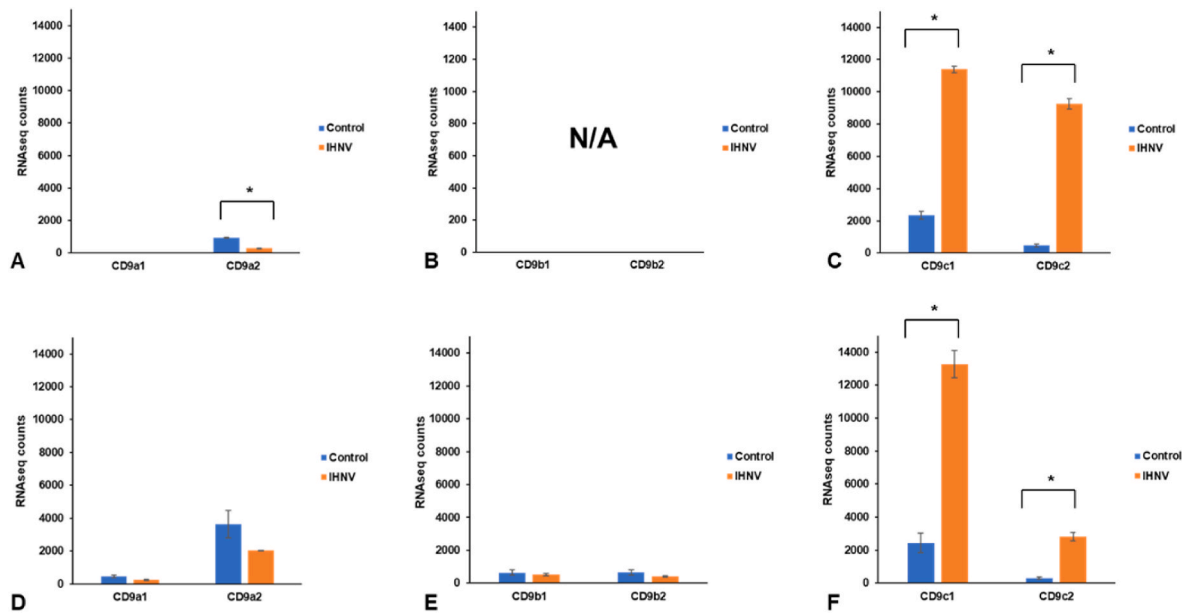 14000
12000
10000
8000
6000
4000
2000
0
RNAseq counts
*
CD9a1 CD9a2
Control
IHNV
A
1400
1200
1000
800
600
400
200
0
RNAseq counts
N/A
CD9b1 CD9b2
Control
IHNV
B
14000
12000
10000
8000
6000
4000
2000
0
RNAseq counts
*
*
CD9c1 CD9c2
Control
IHNV
C
14000
12000
10000
8000
6000
4000
2000
0
RNAseq counts
CD9a1 CD9a2
Control
IHNV
D
14000
12000
10000
8000
6000
4000
2000
0
RNAseq counts
CD9b1 CD9b2
Control
IHNV
E
14000
12000
10000
8000
6000
4000
2000
0
RNAseq counts
*
*
CD9c1 CD9c2
Control
IHNV
F